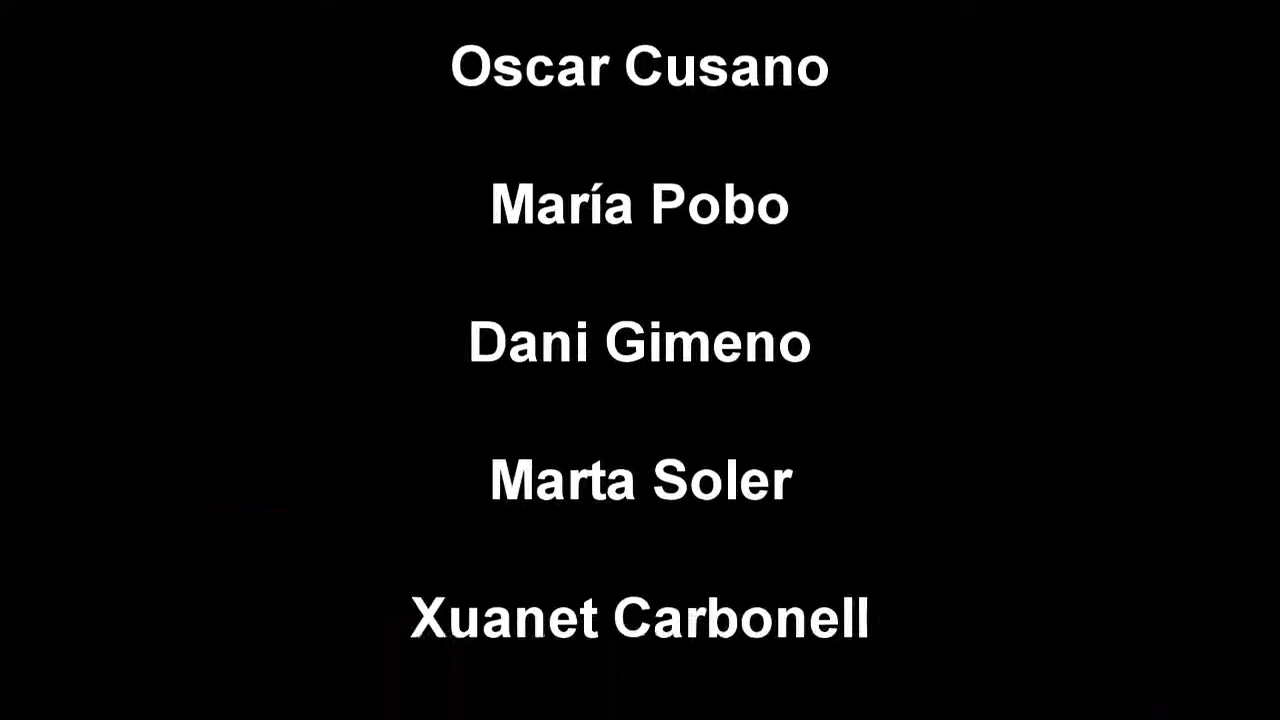 Oscar Cusano
María Pobo
Dani Gimeno
Marta Soler
Xuanet Carbonell